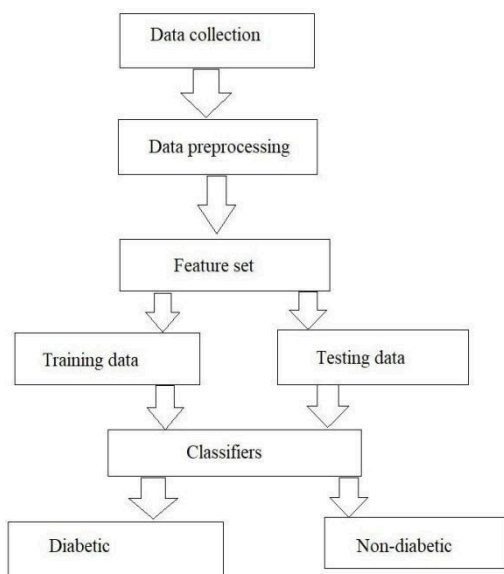 Data collection
Data preprocessing
Feature set
Training data
Testing data
Classifiers
Diabetic
Non-diabetic